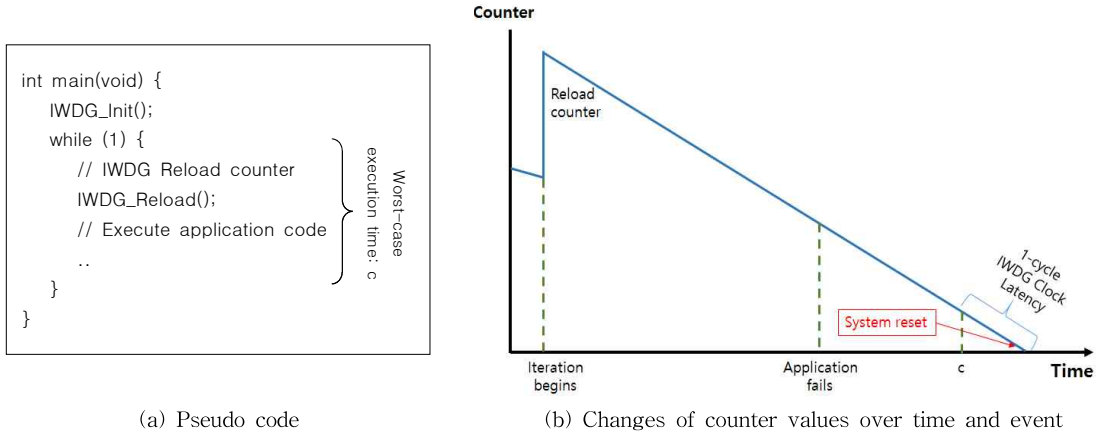 int main(void) {
IWDG_Init();
while (1) {
// IWDG Reload counter
IWDG_Reload();
// Execute application code
..
}
}
Worst-case
execution time: c
(a) Pseudo code
Counter
Reload
counter
1-cycle
IWDG Clock
Latency
System reset
Iteration
begins
Application
fails
c
Time
(b) Changes of counter values over time and event